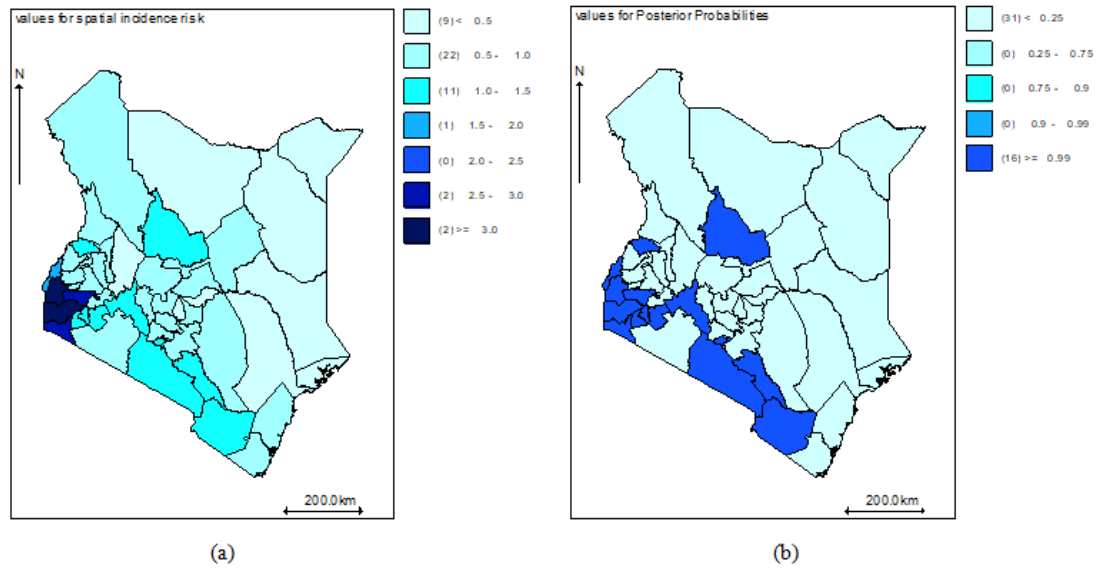 values for spatial incidence risk
N
(9) < 0.5
(22) 0.5 - 1.0
(11) 1.0 - 1.5
(1) 1.5 - 2.0
(0) 2.0 - 2.5
(2) 2.5 - 3.0
(2) >= 3.0
200.0km
(a)
values for Posterior Probabilities
N
(31) < 0.25
(0) 0.25 - 0.75
(0) 0.75 - 0.9
(0) 0.9 - 0.99
(16) >= 0.99
200.0km
(b)